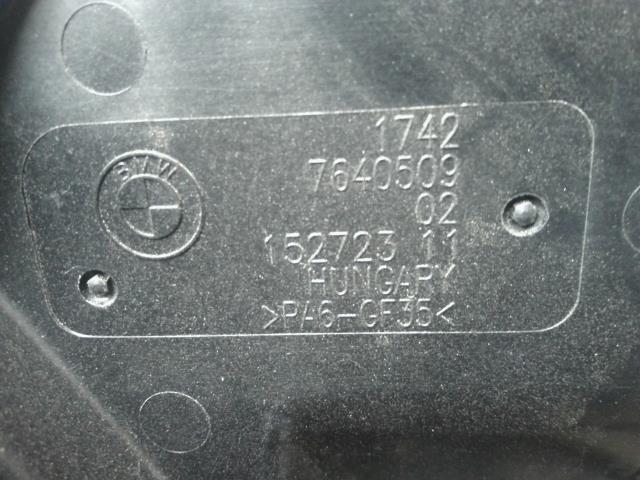 BMW
1742
7640509
02
152723 11
HUNGARY
>PA6-GF35<